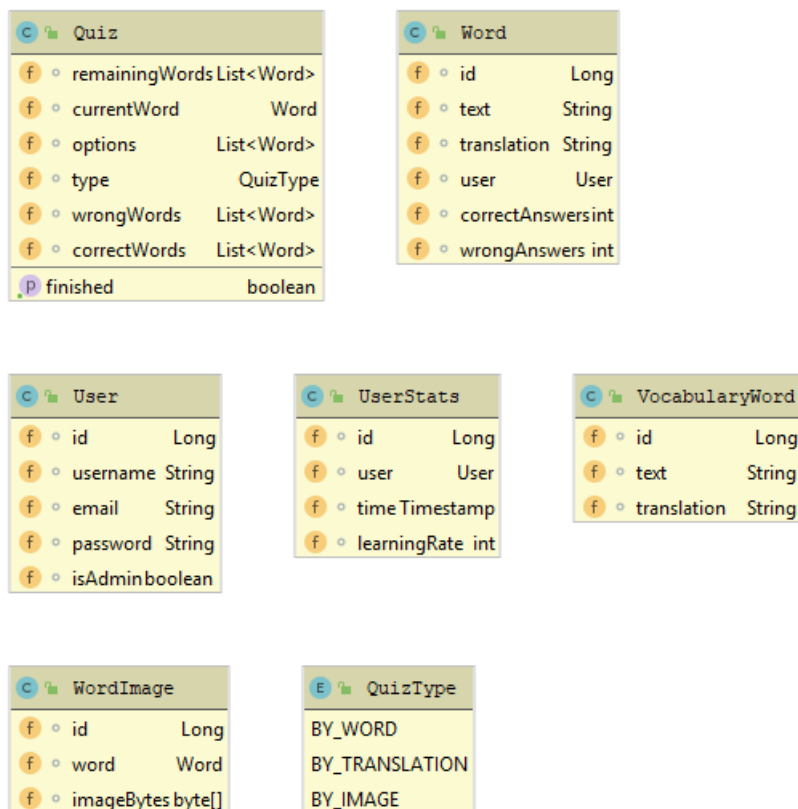 C Quiz
f remainingWords List<Word>
f currentWord Word
f options List<Word>
f type QuizType
f wrongWords List<Word>
f correctWords List<Word>
p finished boolean
C Word
f id Long
f text String
f translation String
f user User
f correctAnswers int
f wrongAnswers int
C User
f id Long
f username String
f email String
f password String
f isAdmin boolean
C UserStats
f id Long
f user User
f time Timestamp
f learningRate int
C VocabularyWord
f id Long
f text String
f translation String
C WordImage
f id Long
f word Word
f imageBytes byte[]
E QuizType
BY_WORD
BY_TRANSLATION
BY_IMAGE